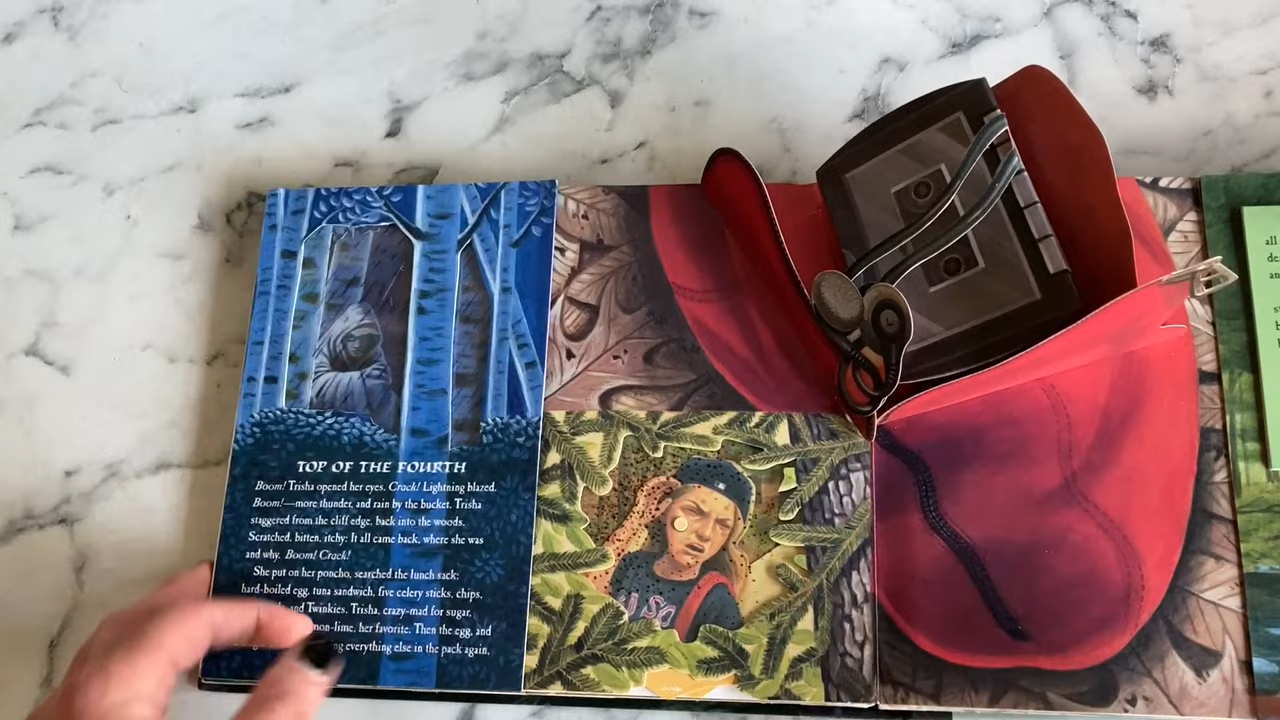 TOP OF THE FOURTH
Boom! Trisha opened her eyes. Crack! Lightning blazed.
Boom!—more thunder, and rain by the bucket. Trisha
staggered from the cliff edge, back into the woods.
Scratched, bitten, itchy: It all came back, where she was
and why. Boom! Crack!
She put on her poncho, searched the lunch sack:
hard-boiled egg, tuna sandwich, five celery sticks, chips,
and Twinkies. Trisha, crazy-mad for sugar,
mon-lime, her favorite. Then the egg, and
everything else in the pack again,
L
all
de
an